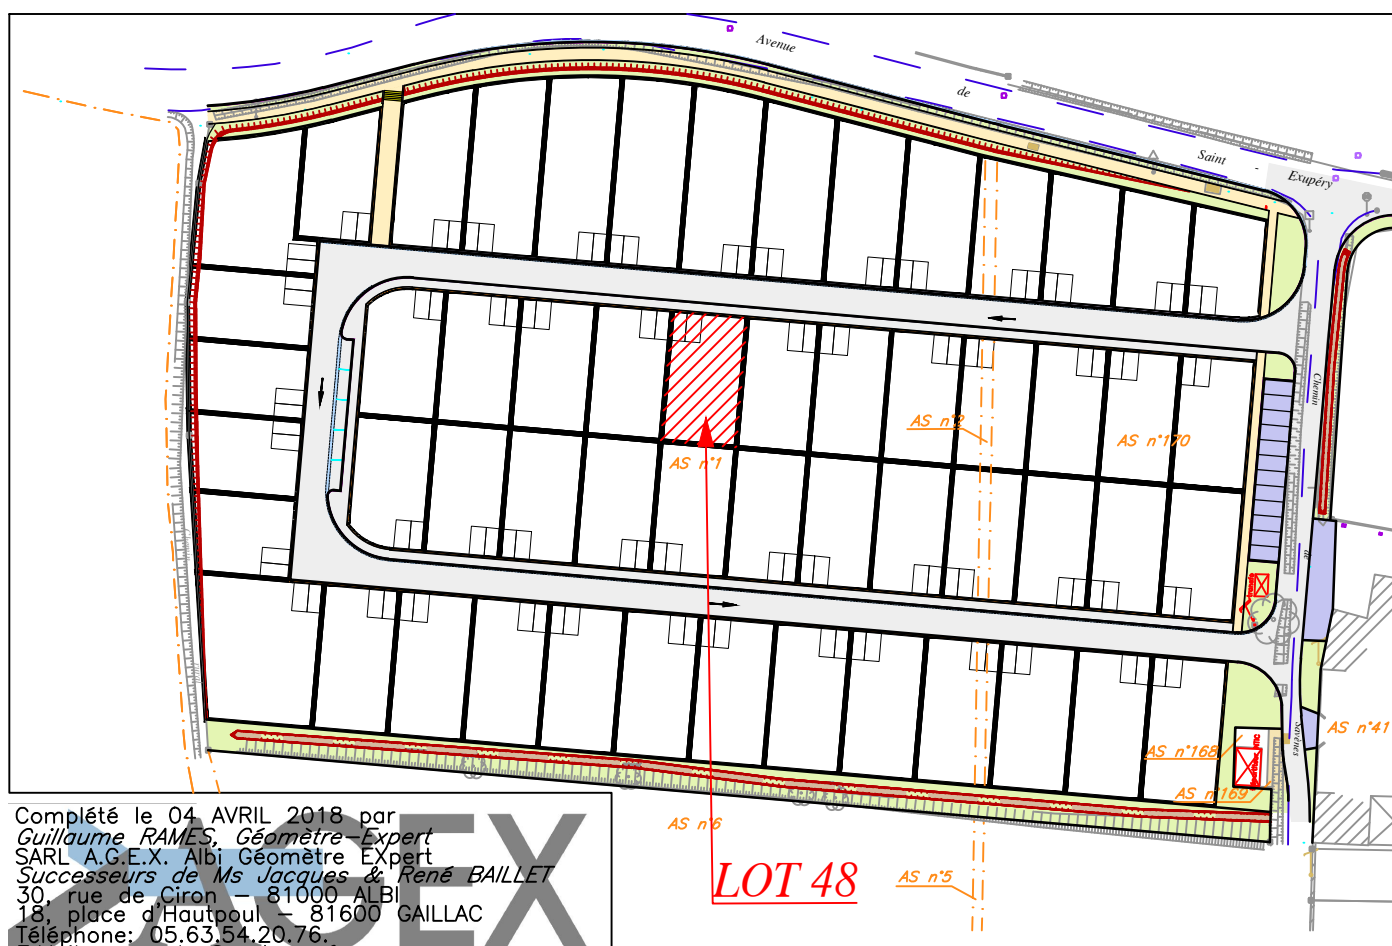 Avenue
de
Saint
-
Exupéry
Chemin
de
Savènes
AS n°2
AS n°170
AS n°1
AS n°41
AS n°168
AS n°169
AS n°6
AS n°5
LOT 48
Complété le 04 AVRIL 2018 par
Guillaume RAMES, Géomètre-Expert
SARL A.G.E.X. Albi Géomètre EXpert
Successeurs de Ms Jacques & René BAILLET
30, rue de Ciron - 81000 ALBI
18, place d'Hautpoul - 81600 GAILLAC
Téléphone: 05.63.54.20.76.
AGEX